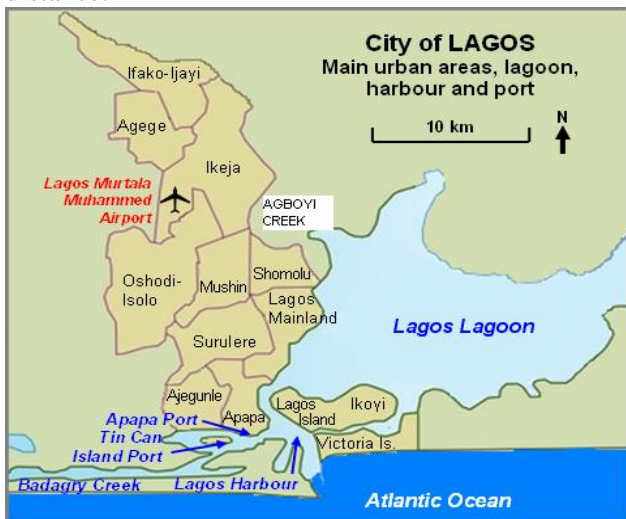 City of LAGOS
Main urban areas, lagoon,
harbour and port
10 km
N
Ifako-Ijayi
Agege
Ikeja
Lagos Murtala
Muhammed
Airport
AGBOYI
CREEK
Oshodi-
Isolo
Mushin
Shomolu
Lagos
Mainland
Lagos Lagoon
Surulere
Ajegunle
Apapa
Lagos
Island
Ikoyi
Apapa Port
Tin Can
Island Port
Victoria Is.
Badagry Creek
Lagos Harbour
Atlantic Ocean